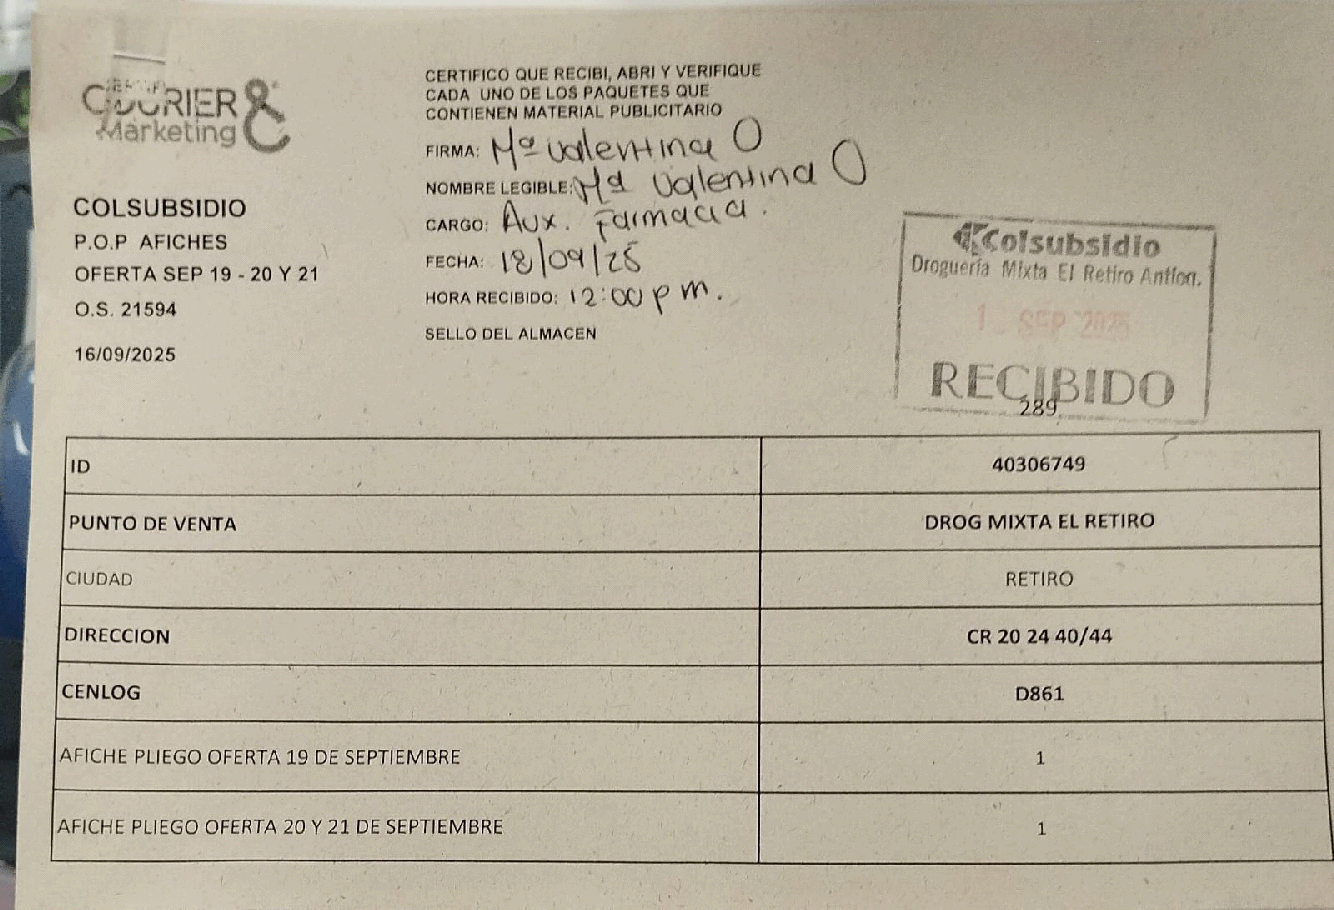 COURIER &
Marketing
COLSUBSIDIO
P.O.P AFICHES
OFERTA SEP 19 - 20 Y 21
O.S. 21594
16/09/2025
CERTIFICO QUE RECIBI, ABRI Y VERIFIQUE
CADA UNO DE LOS PAQUETES QUE
CONTIENEN MATERIAL PUBLICITARIO
FIRMA: Mª Valentina O
NOMBRE LEGIBLE: Mª Valentina O
CARGO: Aux. Farmacia.
FECHA: 18/09/25
HORA RECIBIDO: 12:00 pm.
SELLO DEL ALMACEN
Colsubsidio
Droguería Mixta El Retiro Antioq.
SEP 2025
RECIBIDO
289
ID 40306749
PUNTO DE VENTA DROG MIXTA EL RETIRO
CIUDAD RETIRO
DIRECCION CR 20 24 40/44
CENLOG D861
AFICHE PLIEGO OFERTA 19 DE SEPTIEMBRE 1
AFICHE PLIEGO OFERTA 20 Y 21 DE SEPTIEMBRE 1